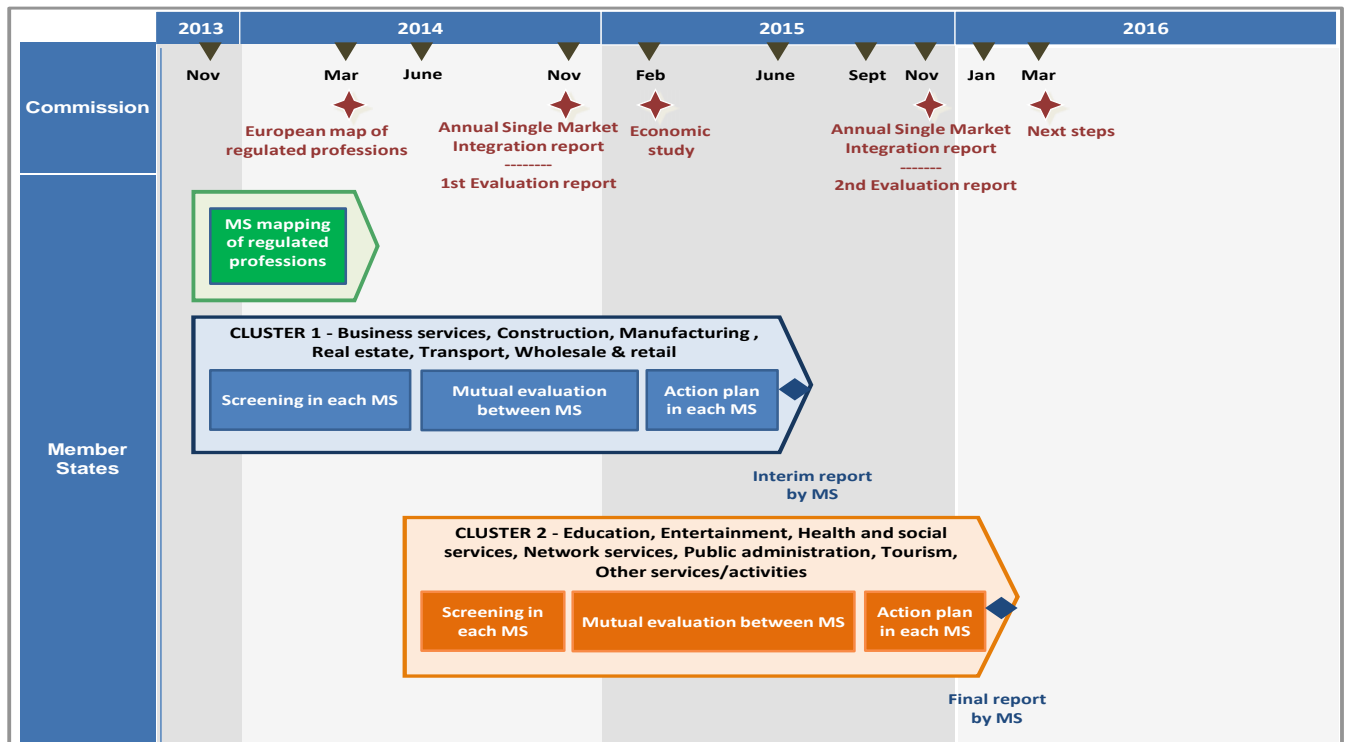 2013
2014
2015
2016
Nov
Mar
June
Nov
Feb
June
Sept
Nov
Jan
Mar
Commission
European map of
regulated professions
Annual Single Market
Integration report
--------
1st Evaluation report
Economic
study
Annual Single Market
Integration report
-------
2nd Evaluation report
Next steps
Member
States
MS mapping
of regulated
professions
CLUSTER 1 - Business services, Construction, Manufacturing ,
Real estate, Transport, Wholesale & retail
Screening in each MS
Mutual evaluation
between MS
Action plan
in each MS
Interim report
by MS
CLUSTER 2 - Education, Entertainment, Health and social
services, Network services, Public administration, Tourism,
Other services/activities
Screening in
each MS
Mutual evaluation between MS
Action plan
in each MS
Final report
by MS